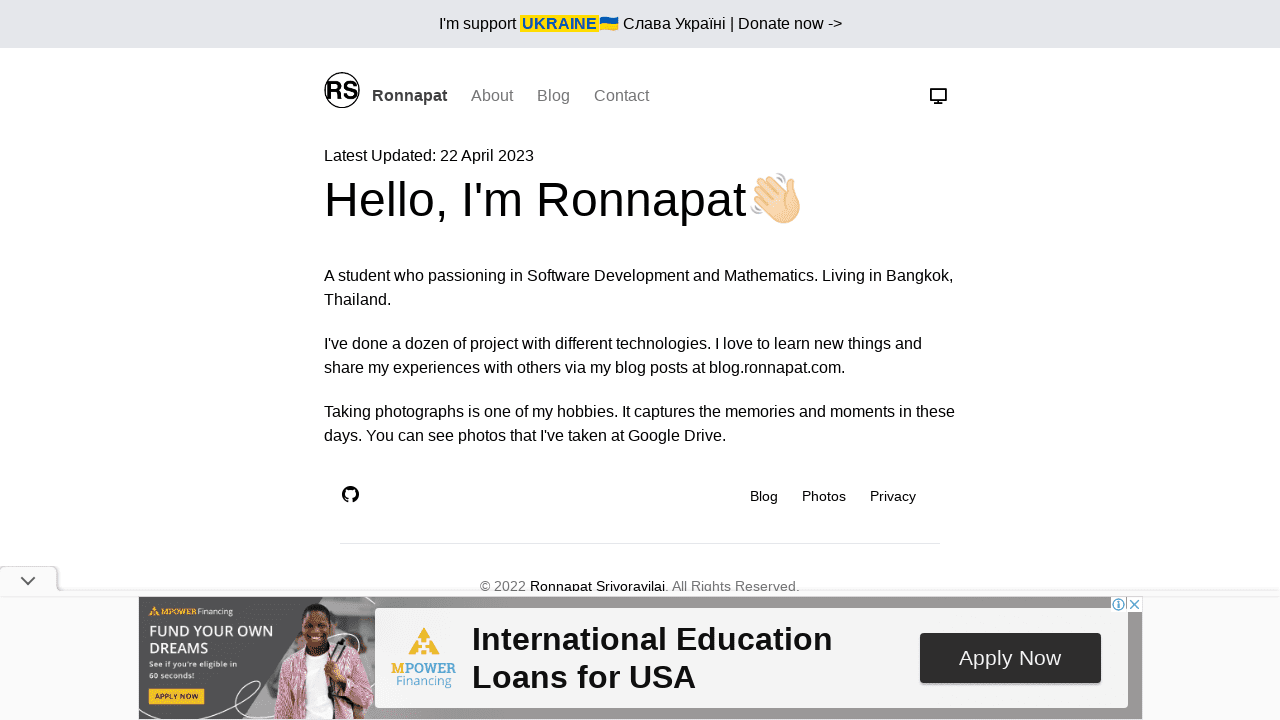 I'm support UKRAINE🇺🇦 Слава Україні | Donate now ->
RS Ronnapat About Blog Contact
Latest Updated: 22 April 2023
Hello, I'm Ronnapat👋🏻
A student who passioning in Software Development and Mathematics. Living in Bangkok,
Thailand.
I've done a dozen of project with different technologies. I love to learn new things and
share my experiences with others via my blog posts at blog.ronnapat.com.
Taking photographs is one of my hobbies. It captures the memories and moments in these
days. You can see photos that I've taken at Google Drive.
Blog Photos Privacy
© 2022 Ronnapat Srivoravilai. All Rights Reserved.
MPOWER Financing
FUND YOUR OWN
DREAMS
See if you're eligible in
60 seconds!
APPLY NOW
MPOWER
Financing
International Education
Loans for USA
Apply Now